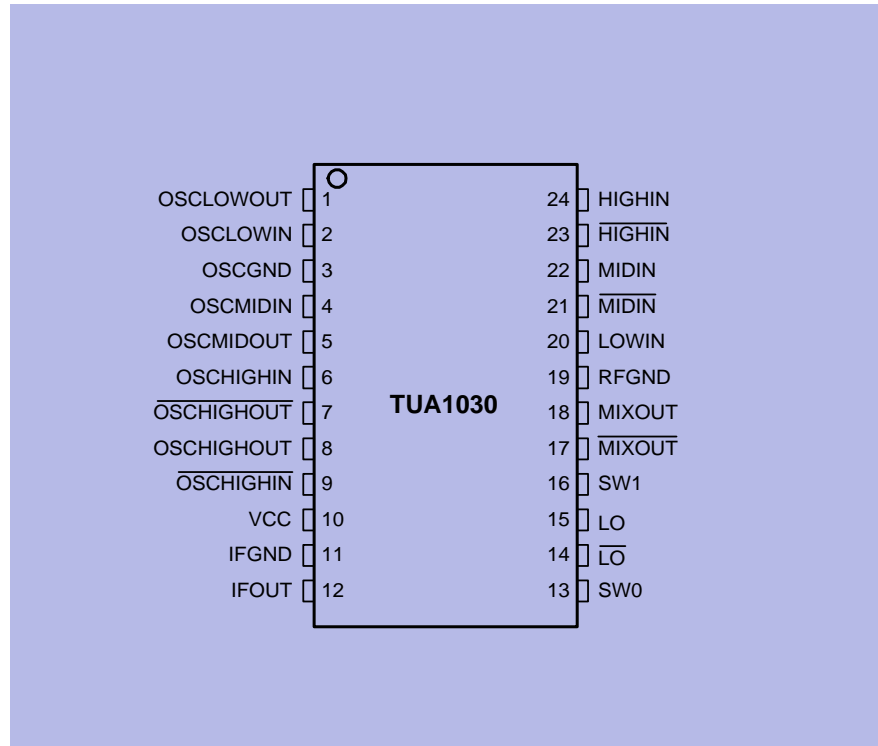 OSCLOWOUT 1 24 HIGHIN
OSCLOWIN 2 23 HIGHIN
OSCGND 3 22 MIDIN
OSCMIDIN 4 21 MIDIN
OSCMIDOUT 5 20 LOWIN
OSCHIGHIN 6 19 RFGND
OSCHIGHOUT 7 TUA1030 18 MIXOUT
OSCHIGHOUT 8 17 MIXOUT
OSCHIGHIN 9 16 SW1
VCC 10 15 LO
IFGND 11 14 LO
IFOUT 12 13 SW0